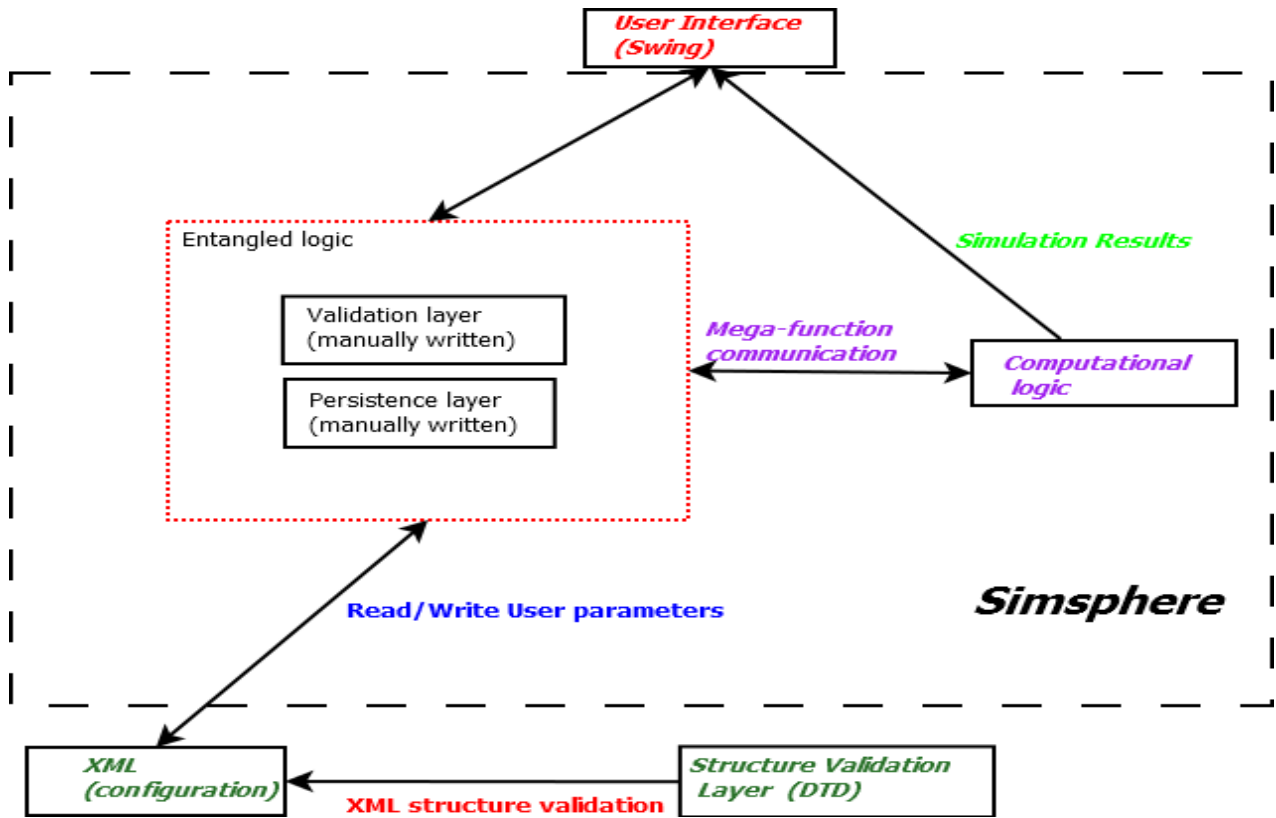 User Interface
(Swing)
Entangled logic
Simulation Results
Validation layer
(manually written)
Mega-function
communication
Computational
logic
Persistence layer
(manually written)
Read/Write User parameters
Simsphere
XML
(configuration)
Structure Validation
Layer (DTD)
XML structure validation